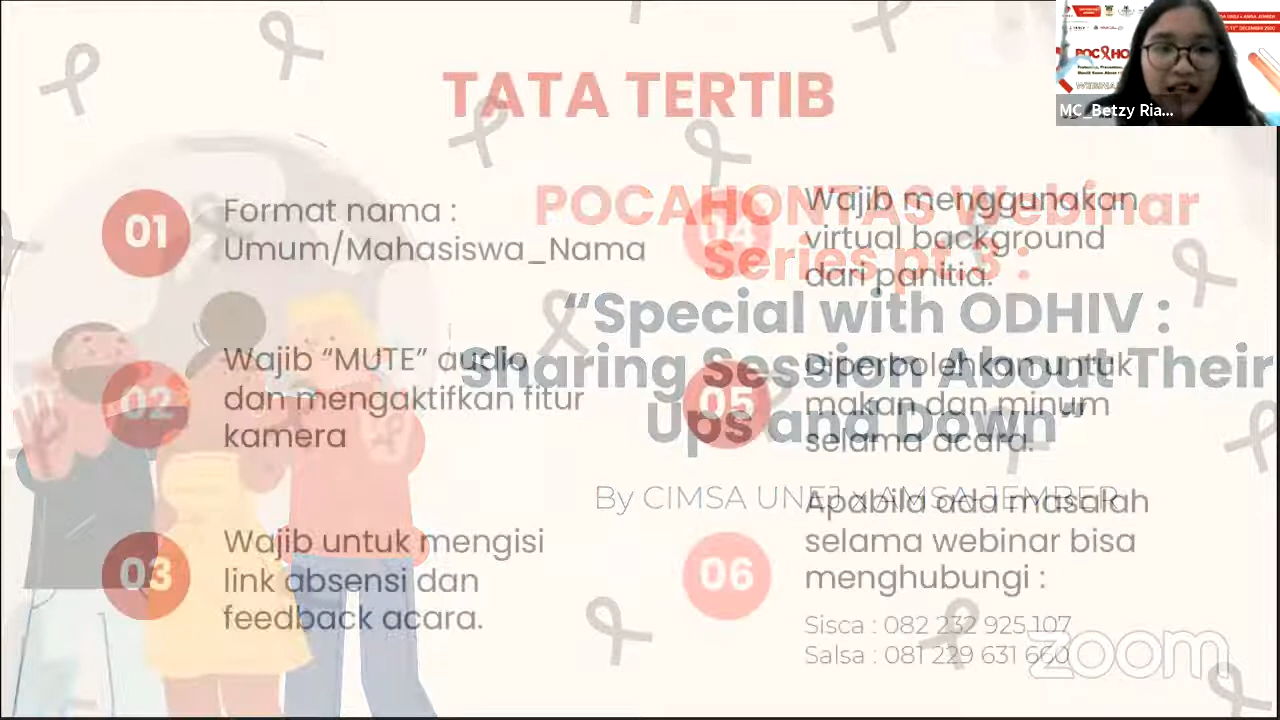 TATA TERTIB
01
Format nama :
Umum/Mahasiswa_Nama
02
Wajib “MUTE” audio
dan mengaktifkan fitur
kamera
03
Wajib untuk mengisi
link absensi dan
feedback acara.
04
Wajib menggunakan
virtual background
dari panitia.
05
Diperbolehkan untuk
makan dan minum
selama acara.
06
Apabila ada masalah
selama webinar bisa
menghubungi :
Sisca : 082 232 925 107
Salsa : 081 229 631 660
POCAHONTAS Webinar
Series pt.3 :
“Special with ODHIV :
Sharing Session About Their
Ups and Down”
By CIMSA UNEJ x AMSA-JEMBER
MC_Betzy Ria...
zoom